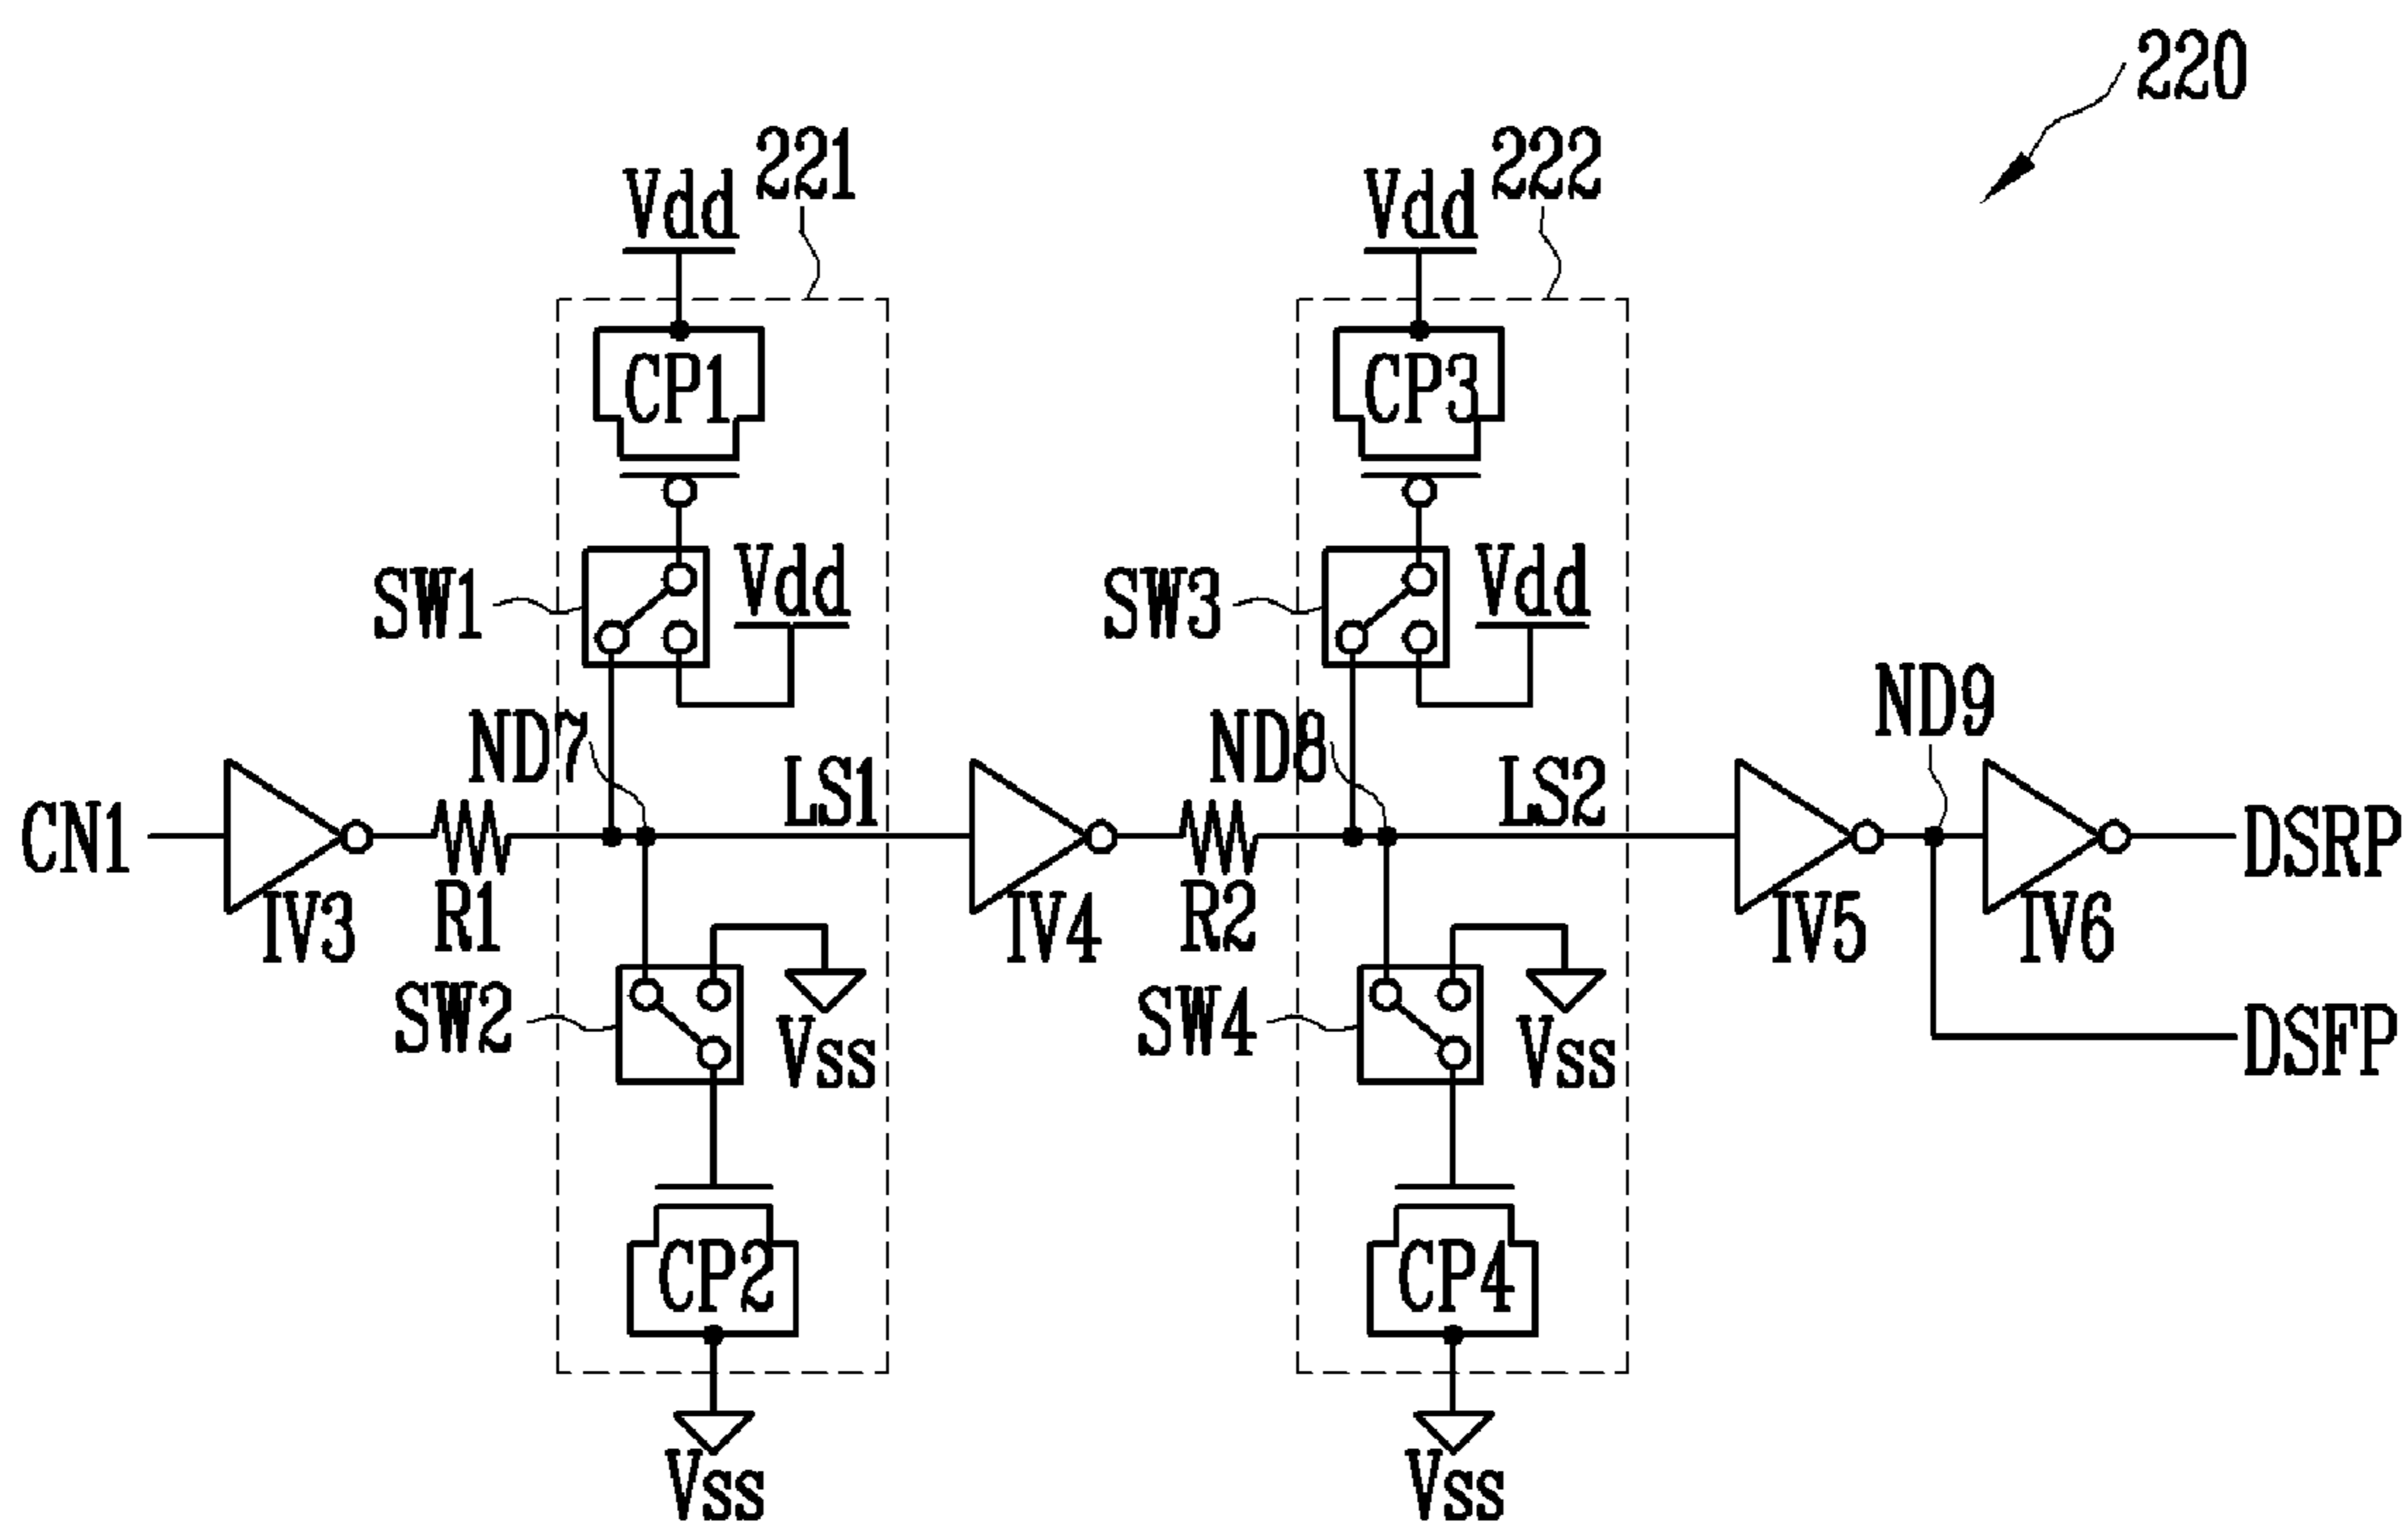 220
221
222
Vdd
Vdd
CP1
CP3
SW1
Vdd
SW3
Vdd
ND7
ND8
ND9
LS1
LS2
CN1
DSRP
IV3
R1
IV4
R2
IV5
IV6
SW2
Vss
SW4
Vss
DSFP
CP2
CP4
Vss
Vss